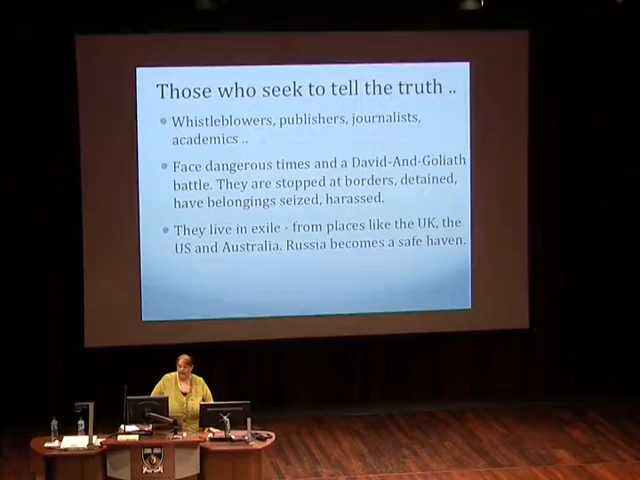 Those who seek to tell the truth ..
Whistleblowers, publishers, journalists,
academics ..
Face dangerous times and a David-And-Goliath
battle. They are stopped at borders, detained,
have belongings seized, harassed.
They live in exile - from places like the UK, the
US and Australia. Russia becomes a safe haven.